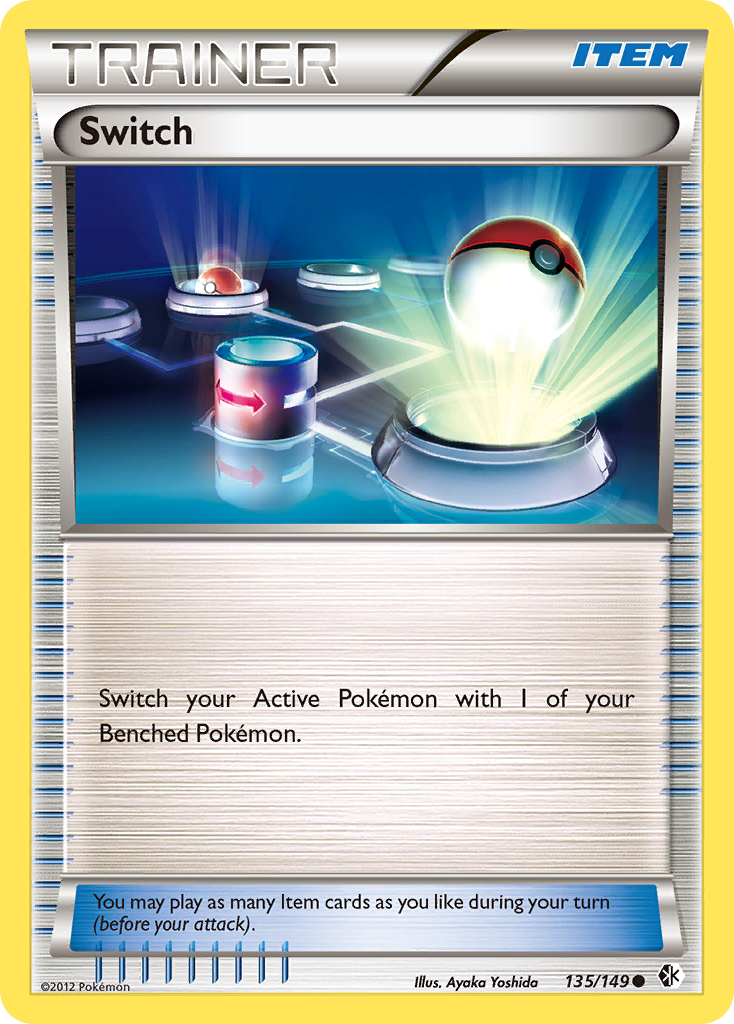 TRAINER
ITEM
Switch
Switch your Active Pokémon with 1 of your
Benched Pokémon.
You may play as many Item cards as you like during your turn
(before your attack).
©2012 Pokémon
Illus. Ayaka Yoshida
135/149